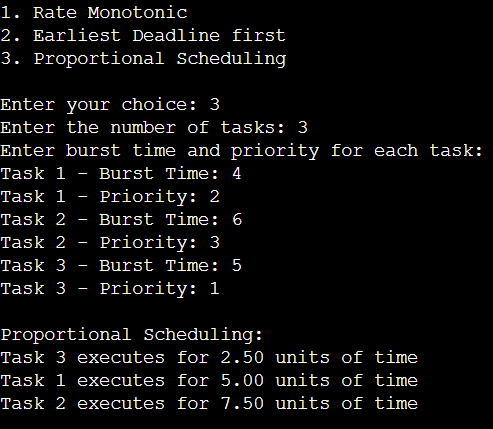 1. Rate Monotonic
2. Earliest Deadline first
3. Proportional Scheduling
Enter your choice: 3
Enter the number of tasks: 3
Enter burst time and priority for each task:
Task 1 - Burst Time: 4
Task 1 - Priority: 2
Task 2 - Burst Time: 6
Task 2 - Priority: 3
Task 3 - Burst Time: 5
Task 3 - Priority: 1
Proportional Scheduling:
Task 3 executes for 2.50 units of time
Task 1 executes for 5.00 units of time
Task 2 executes for 7.50 units of time